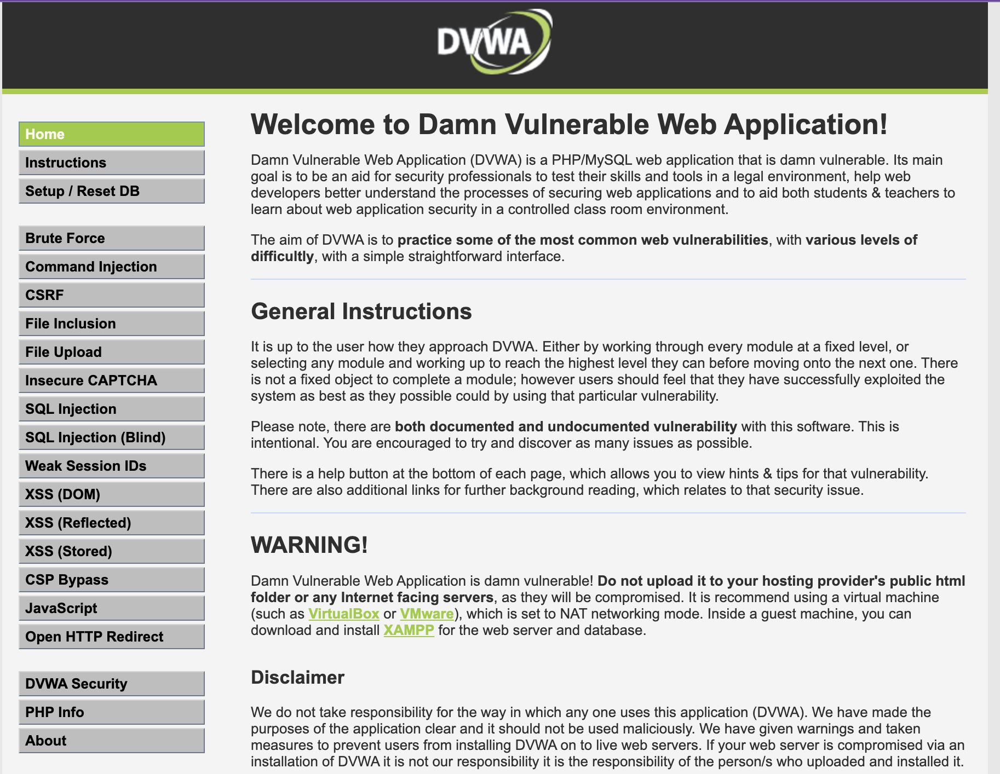 DVWA
Home
Instructions
Setup / Reset DB
Brute Force
Command Injection
CSRF
File Inclusion
File Upload
Insecure CAPTCHA
SQL Injection
SQL Injection (Blind)
Weak Session IDs
XSS (DOM)
XSS (Reflected)
XSS (Stored)
CSP Bypass
JavaScript
Open HTTP Redirect
DVWA Security
PHP Info
About
Welcome to Damn Vulnerable Web Application!
Damn Vulnerable Web Application (DVWA) is a PHP/MySQL web application that is damn vulnerable. Its main
goal is to be an aid for security professionals to test their skills and tools in a legal environment, help web
developers better understand the processes of securing web applications and to aid both students & teachers to
learn about web application security in a controlled class room environment.
The aim of DVWA is to practice some of the most common web vulnerabilities, with various levels of
difficultly, with a simple straightforward interface.
General Instructions
It is up to the user how they approach DVWA. Either by working through every module at a fixed level, or
selecting any module and working up to reach the highest level they can before moving onto the next one. There
is not a fixed object to complete a module; however users should feel that they have successfully exploited the
system as best as they possible could by using that particular vulnerability.
Please note, there are both documented and undocumented vulnerability with this software. This is
intentional. You are encouraged to try and discover as many issues as possible.
There is a help button at the bottom of each page, which allows you to view hints & tips for that vulnerability.
There are also additional links for further background reading, which relates to that security issue.
WARNING!
Damn Vulnerable Web Application is damn vulnerable! Do not upload it to your hosting provider's public html
folder or any Internet facing servers, as they will be compromised. It is recommend using a virtual machine
(such as VirtualBox or VMware), which is set to NAT networking mode. Inside a guest machine, you can
download and install XAMPP for the web server and database.
Disclaimer
We do not take responsibility for the way in which any one uses this application (DVWA). We have made the
purposes of the application clear and it should not be used maliciously. We have given warnings and taken
measures to prevent users from installing DVWA on to live web servers. If your web server is compromised via an
installation of DVWA it is not our responsibility it is the responsibility of the person/s who uploaded and installed it.